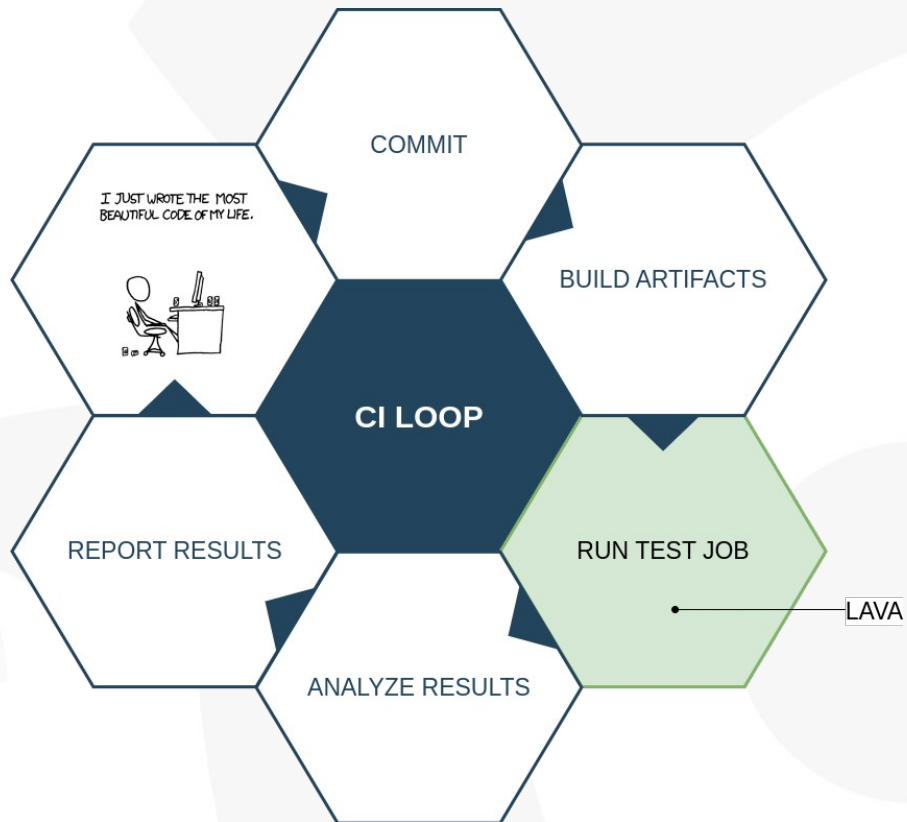 COMMIT
I JUST WROTE THE MOST
BEAUTIFUL CODE OF MY LIFE.
BUILD ARTIFACTS
CI LOOP
REPORT RESULTS
RUN TEST JOB
LAVA
ANALYZE RESULTS